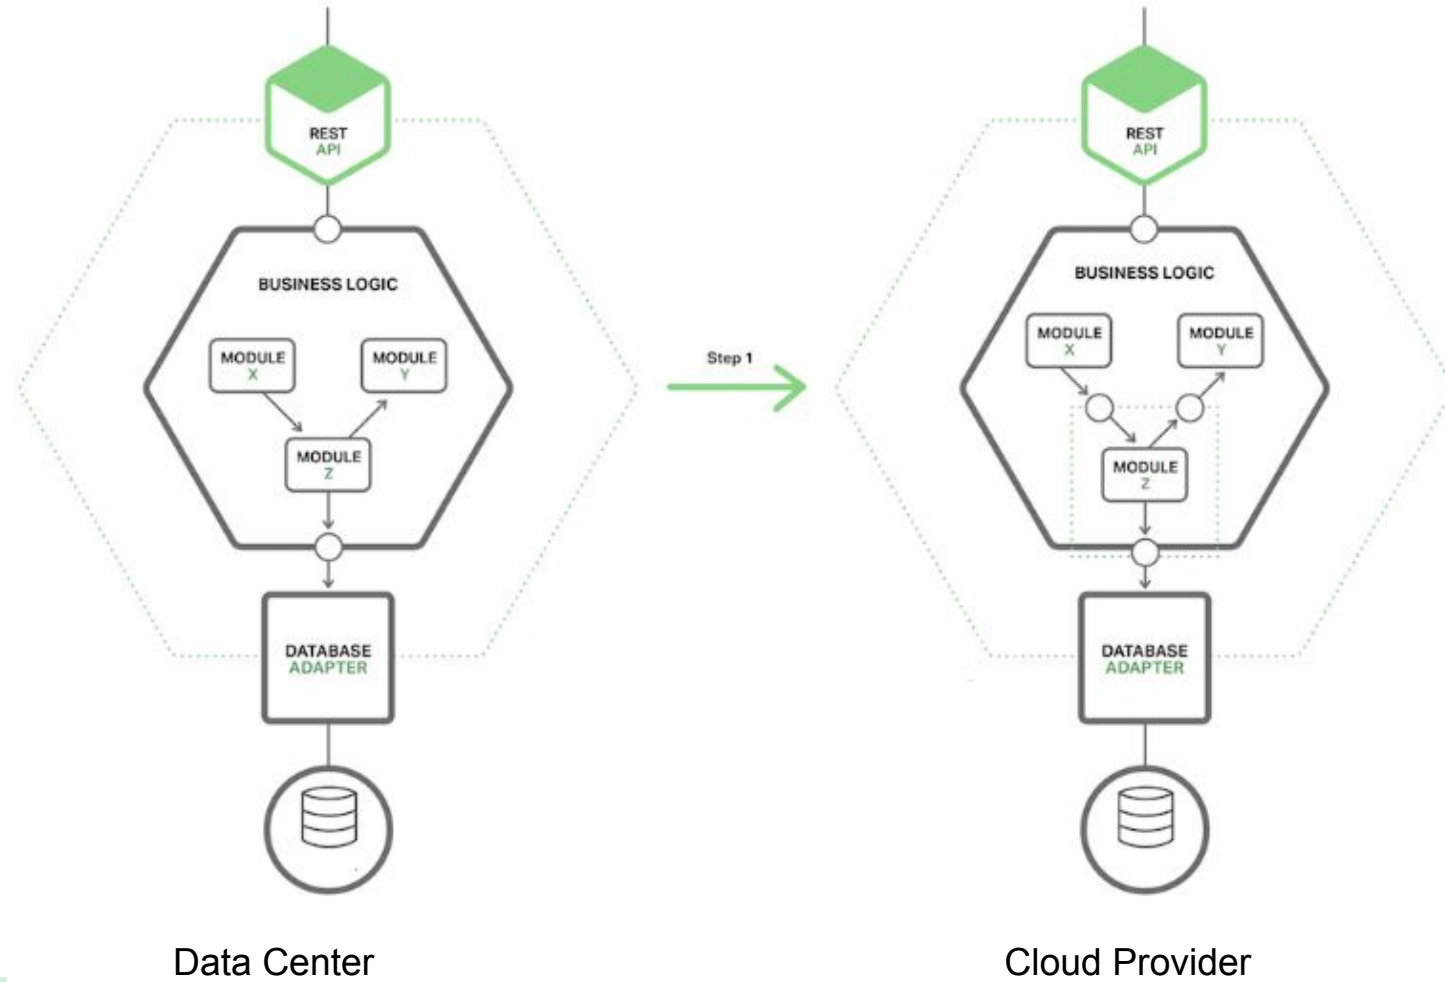 REST
API
BUSINESS LOGIC
MODULE
X
MODULE
Y
MODULE
Z
DATABASE
ADAPTER
Data Center
Step 1
REST
API
BUSINESS LOGIC
MODULE
X
MODULE
Y
MODULE
Z
DATABASE
ADAPTER
Cloud Provider